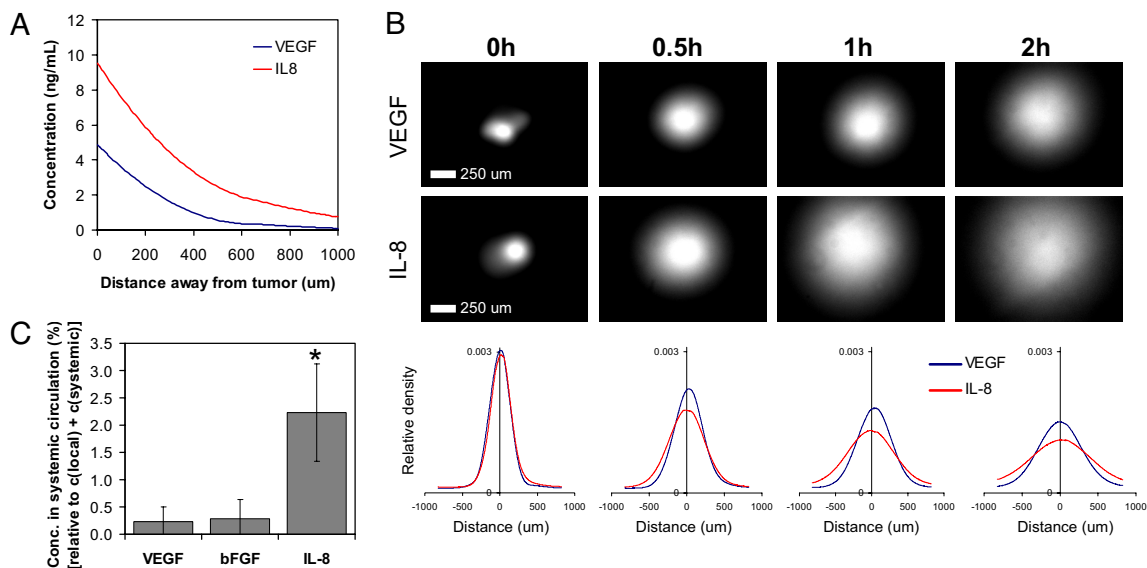 A
Concentration (ng/mL)
12
10
8
6
4
2
0
VEGF
IL8
0
200
400
600
800
1000
Distance away from tumor (um)
B
0h
0.5h
1h
2h
VEGF
250 um
IL-8
250 um
Relative density
0.003
0
-1000
-500
0
500
1000
Distance (um)
0.003
0
-1000
-500
0
500
1000
Distance (um)
0.003
0
-1000
-500
0
500
1000
Distance (um)
VEGF
IL-8
0.003
0
-1000
-500
0
500
1000
Distance (um)
C
Conc. in systemic circulation (%)
[relative to c(local) + c(systemic)]
3.5
3.0
2.5
2.0
1.5
1.0
0.5
0.0
*
VEGF
bFGF
IL-8